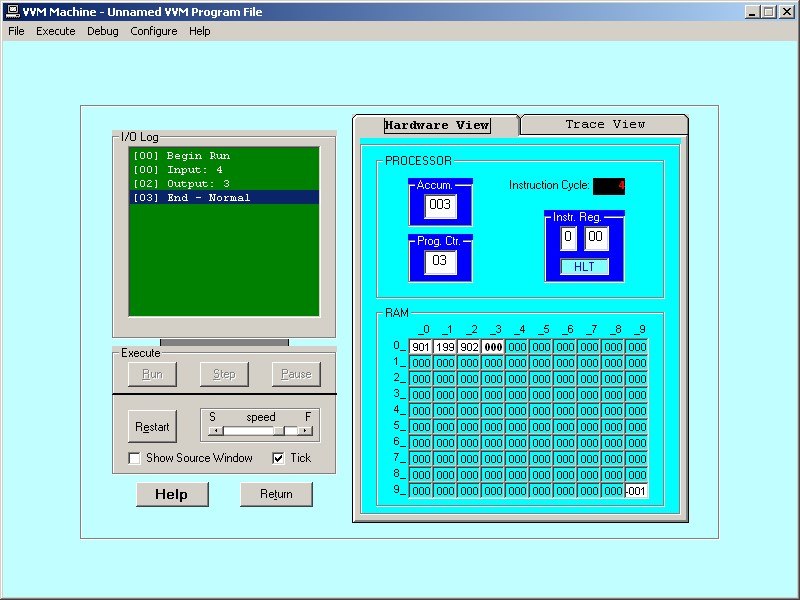 VVM Machine - Unnamed VVM Program File
File Execute Debug Configure Help
I/O Log
[00] Begin Run
[00] Input: 4
[02] Output: 3
[03] End - Normal
Execute
Run Step Pause
Restart
S speed F
Show Source Window Tick
Help Return
Hardware View Trace View
PROCESSOR
Accum.
003
Instruction Cycle: 4
Prog. Ctr.
03
Instr. Reg.
0 00
HLT
RAM
_0 _1 _2 _3 _4 _5 _6 _7 _8 _9
0_ 901 199 902 000 000 000 000 000 000 000
1_ 000 000 000 000 000 000 000 000 000 000
2_ 000 000 000 000 000 000 000 000 000 000
3_ 000 000 000 000 000 000 000 000 000 000
4_ 000 000 000 000 000 000 000 000 000 000
5_ 000 000 000 000 000 000 000 000 000 000
6_ 000 000 000 000 000 000 000 000 000 000
7_ 000 000 000 000 000 000 000 000 000 000
8_ 000 000 000 000 000 000 000 000 000 000
9_ 000 000 000 000 000 000 000 000 000 -001